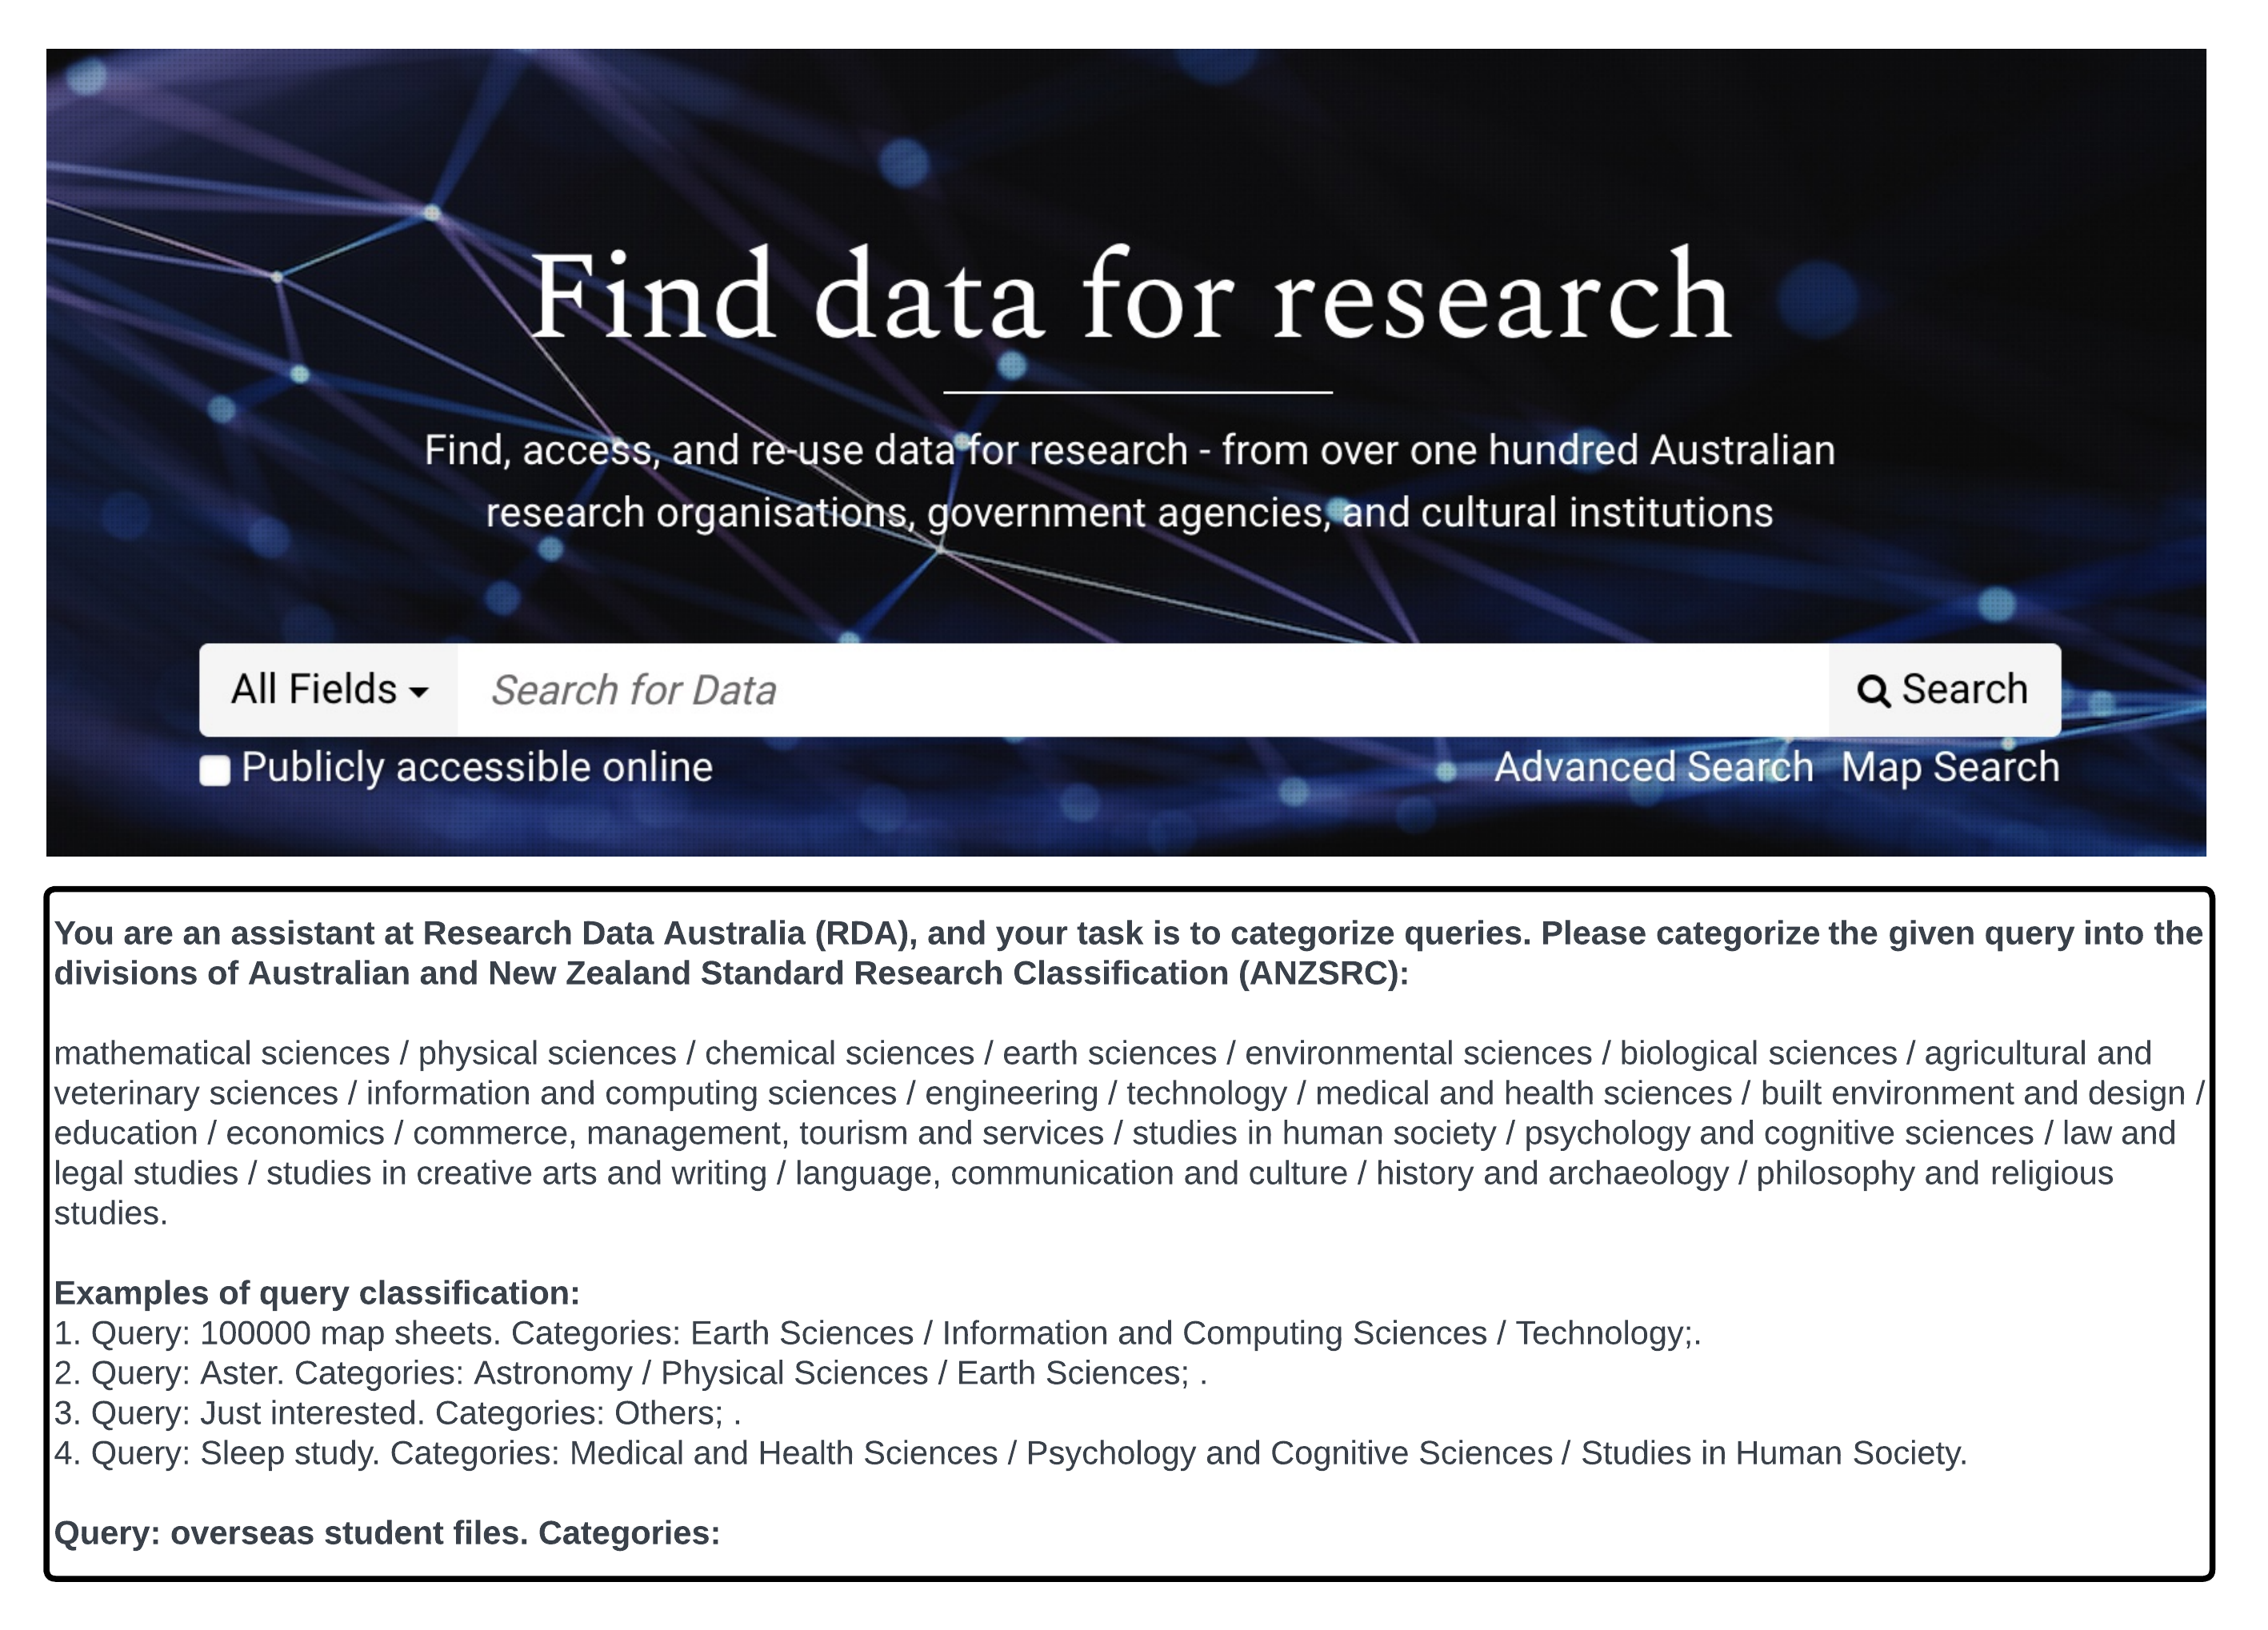 Find data for research
Find, access, and re-use data for research - from over one hundred Australian
research organisations, government agencies, and cultural institutions
All Fields Search for Data Search
Publicly accessible online Advanced Search Map Search
You are an assistant at Research Data Australia (RDA), and your task is to categorize queries. Please categorize the given query into the
divisions of Australian and New Zealand Standard Research Classification (ANZSRC):
mathematical sciences / physical sciences / chemical sciences / earth sciences / environmental sciences / biological sciences / agricultural and
veterinary sciences / information and computing sciences / engineering / technology / medical and health sciences / built environment and design /
education / economics / commerce, management, tourism and services / studies in human society / psychology and cognitive sciences / law and
legal studies / studies in creative arts and writing / language, communication and culture / history and archaeology / philosophy and religious
studies.
Examples of query classification:
1. Query: 100000 map sheets. Categories: Earth Sciences / Information and Computing Sciences / Technology;.
2. Query: Aster. Categories: Astronomy / Physical Sciences / Earth Sciences; .
3. Query: Just interested. Categories: Others; .
4. Query: Sleep study. Categories: Medical and Health Sciences / Psychology and Cognitive Sciences / Studies in Human Society.
Query: overseas student files. Categories: